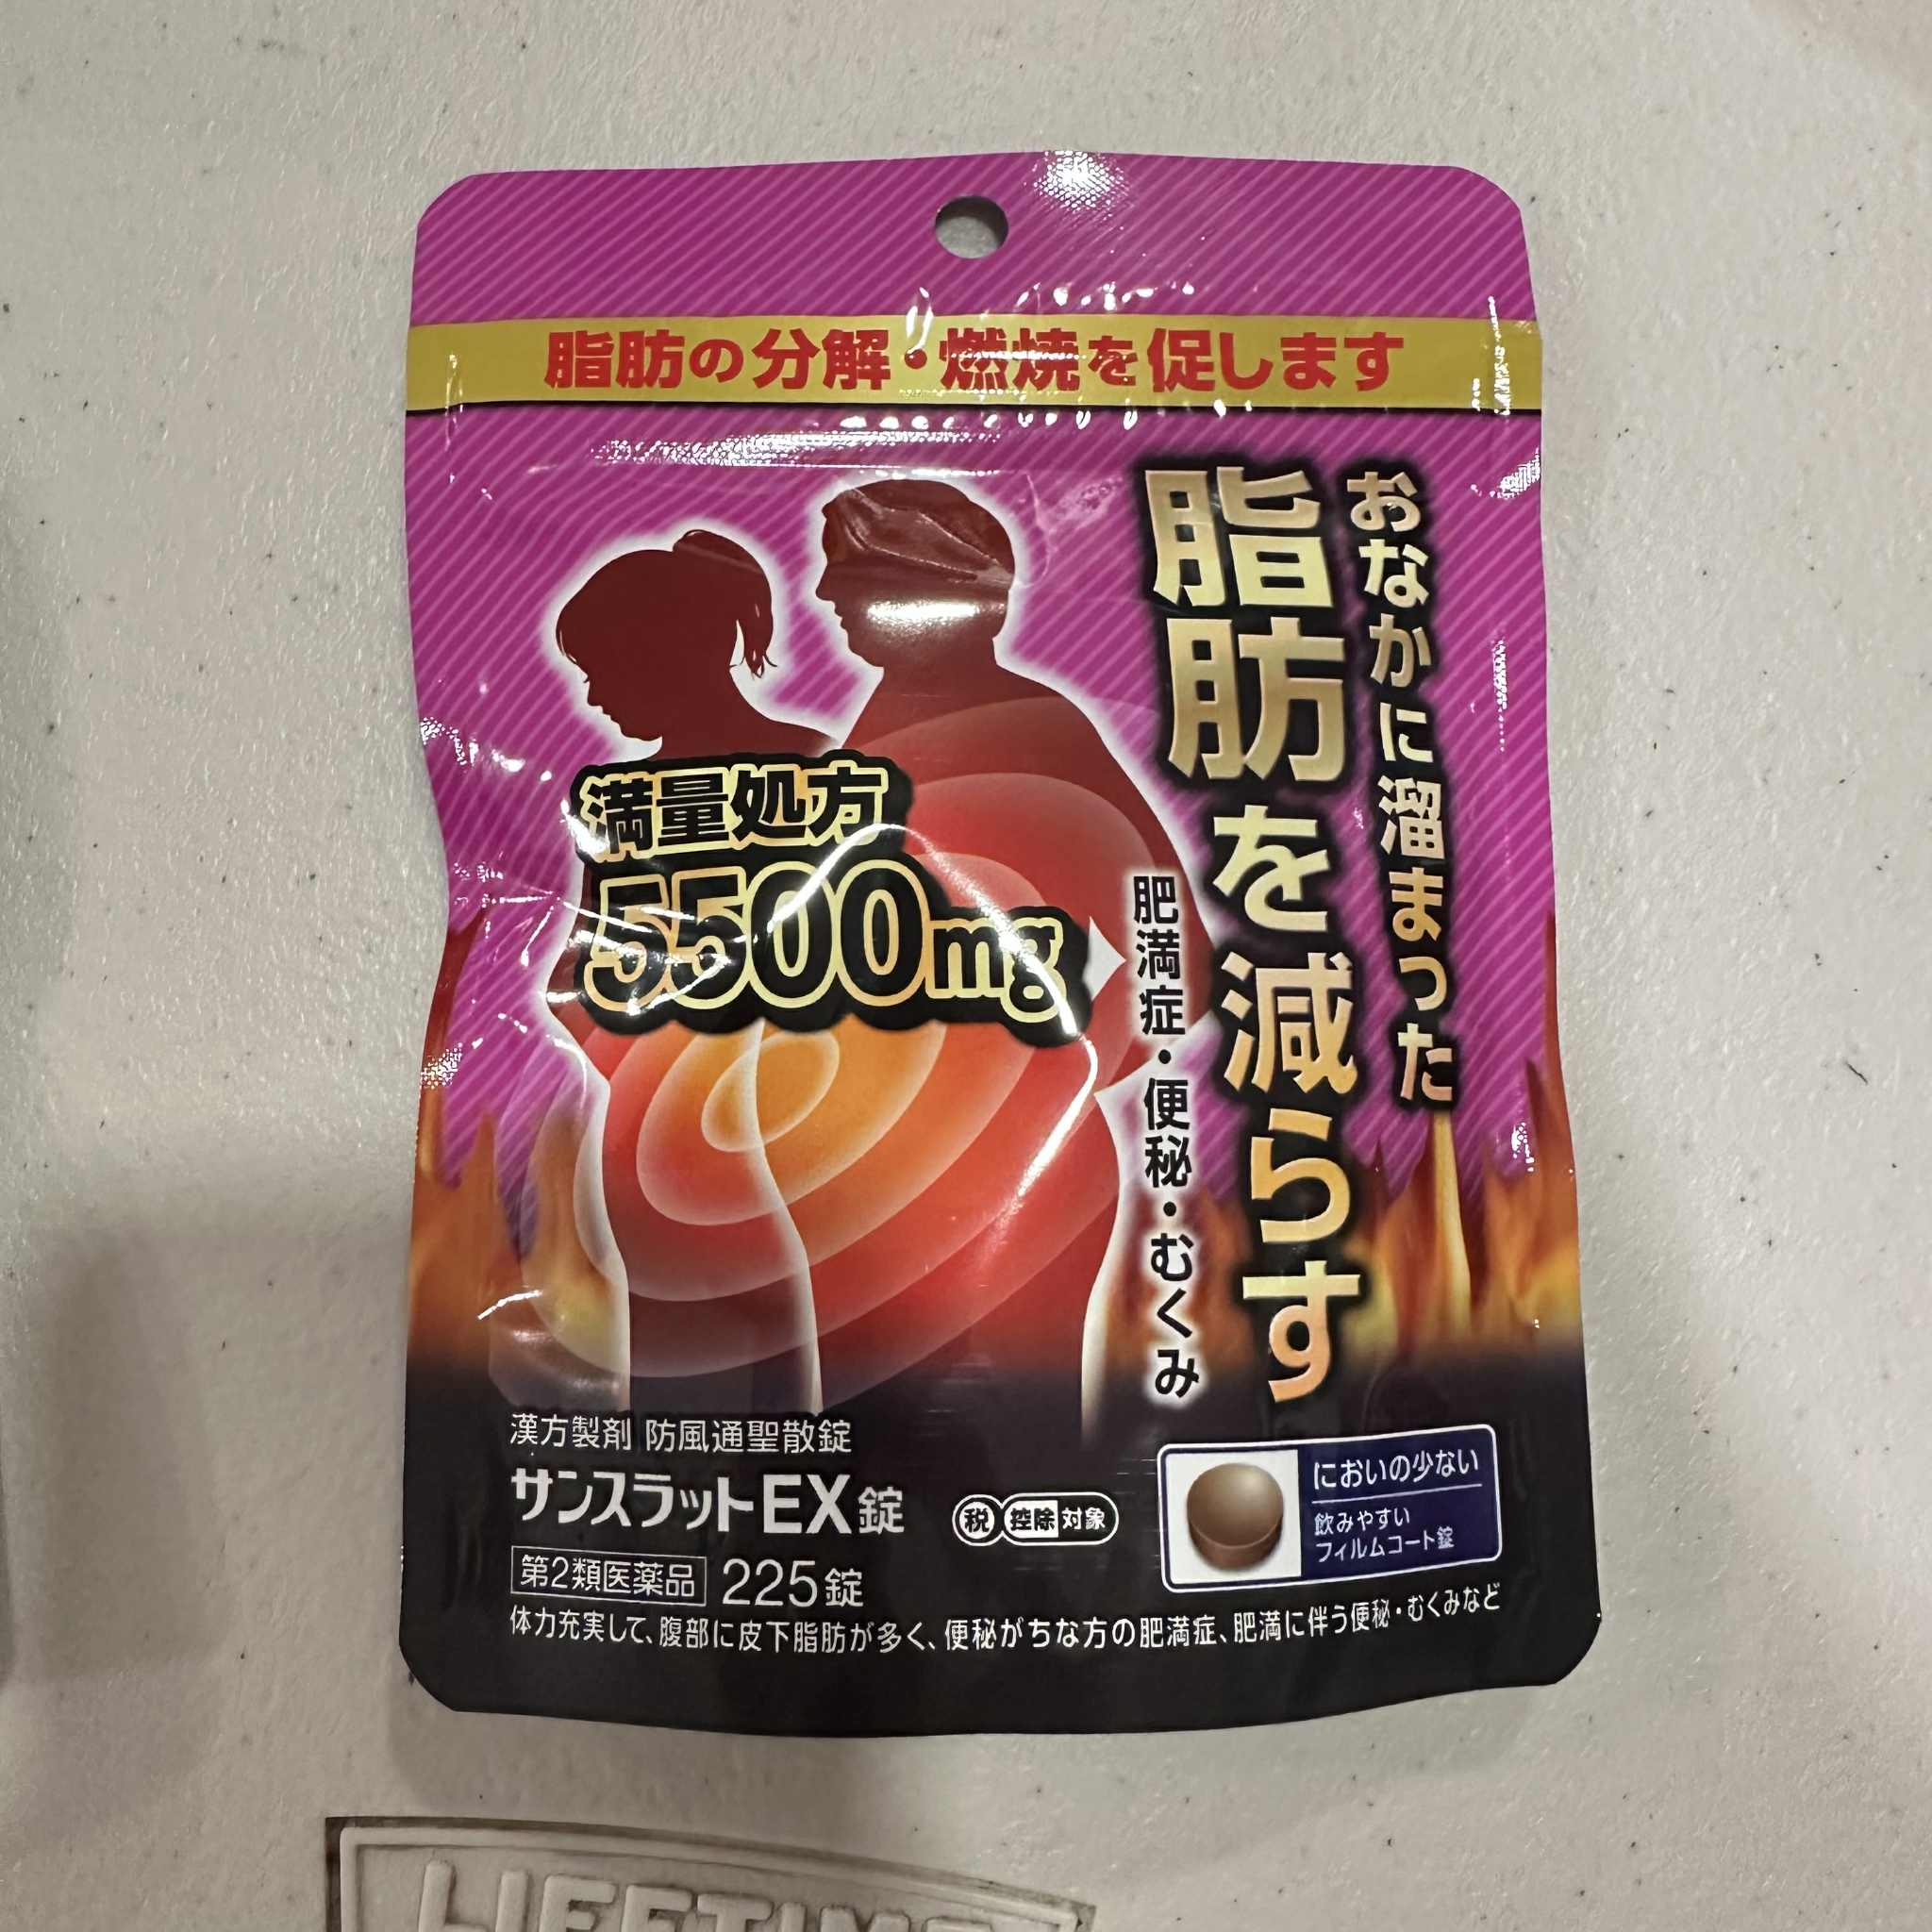 脂肪の分解・燃焼を促します
おなかに溜まった
脂肪を減らす
肥満症・便秘・むくみ
満量処方
5500mg
漢方製剤 防風通聖散錠
サンスラットEX錠
税 控除対象
第2類医薬品 225錠
においの少ない
飲みやすい
フィルムコート錠
体力充実して、腹部に皮下脂肪が多く、便秘がちな方の肥満症、肥満に伴う便秘・むくみなど
LIFETIME